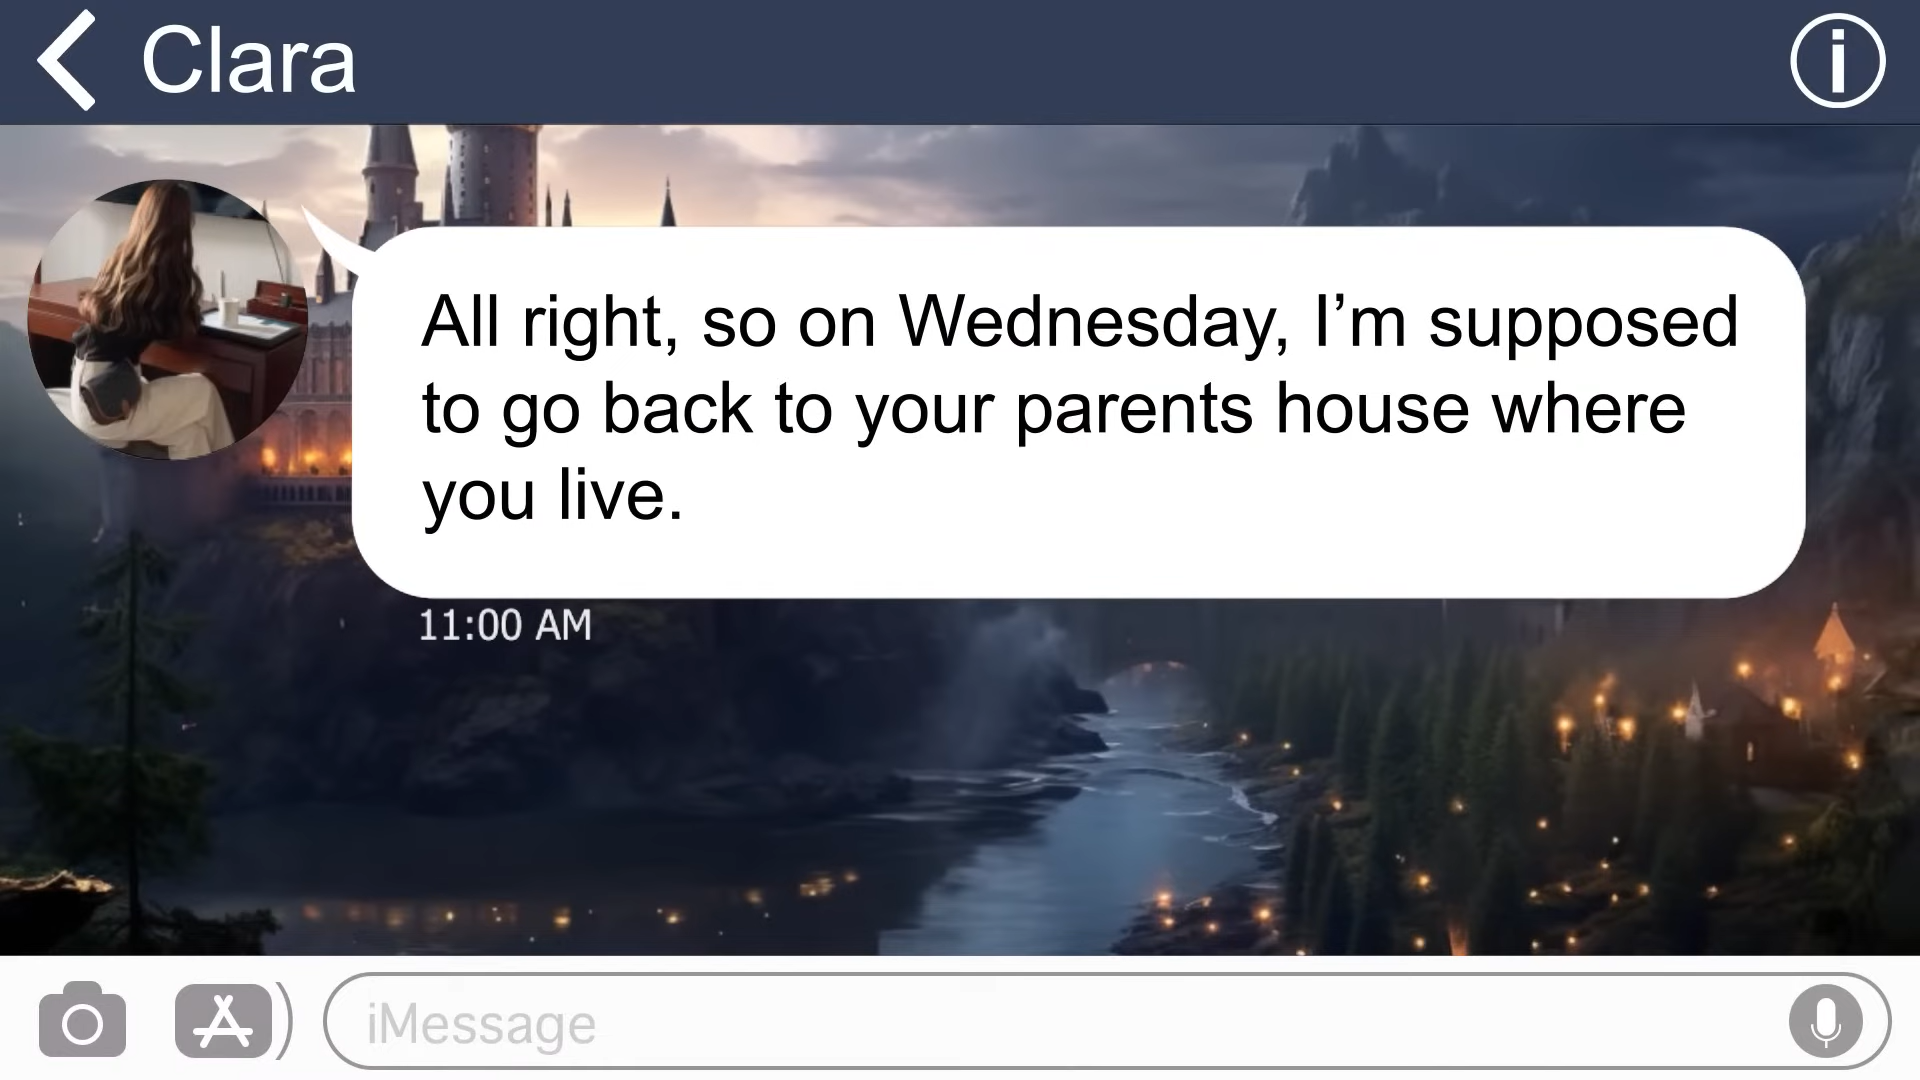 Clara
All right, so on Wednesday, I’m supposed
to go back to your parents house where
you live.
11:00 AM
iMessage